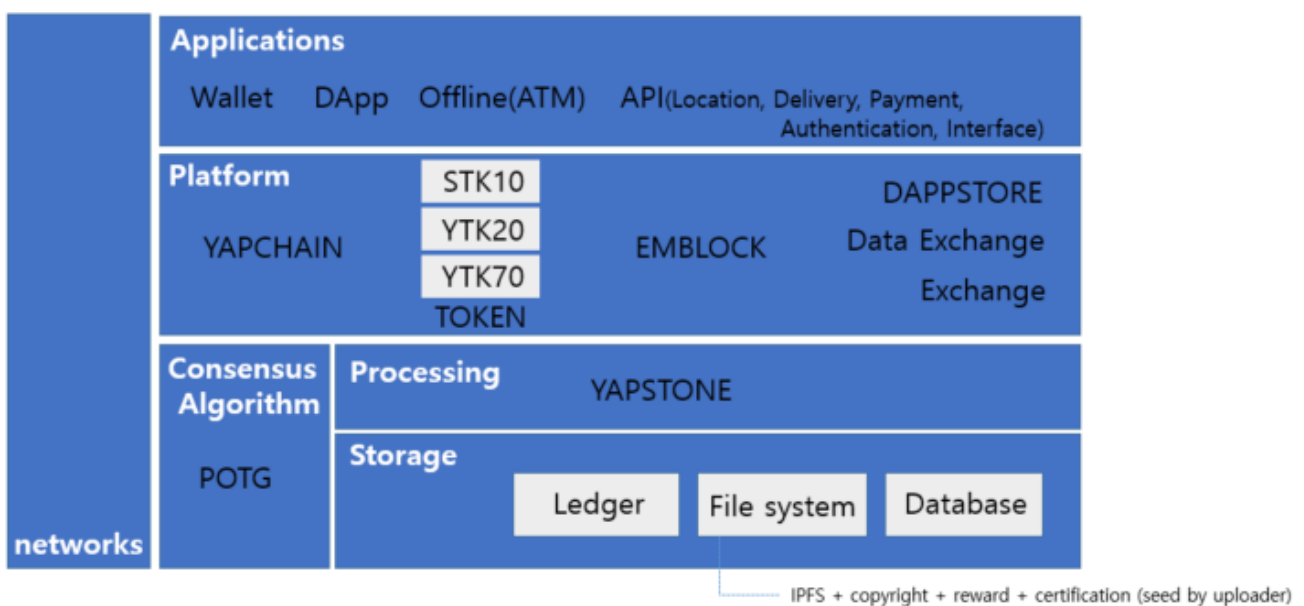 Applications
Wallet DApp Offline(ATM) API(Location, Delivery, Payment,
Authentication, Interface)
Platform
STK10
YTK20
YTK70
TOKEN
YAPCHAIN
EMBLOCK
DAPPSTORE
Data Exchange
Exchange
Consensus
Algorithm
POTG
Processing
YAPSTONE
Storage
Ledger
File system
Database
networks
IPFS + copyright + reward + certification (seed by uploader)